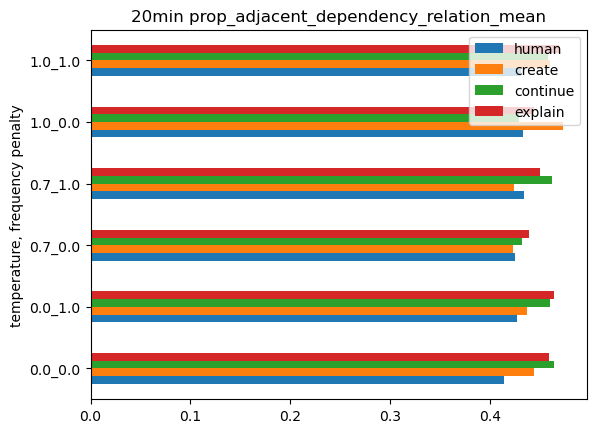 20min prop_adjacent_dependency_relation_mean
human
create
continue
explain
temperature, frequency penalty
1.0_1.0
1.0_0.0
0.7_1.0
0.7_0.0
0.0_1.0
0.0_0.0
0.0 0.1 0.2 0.3 0.4